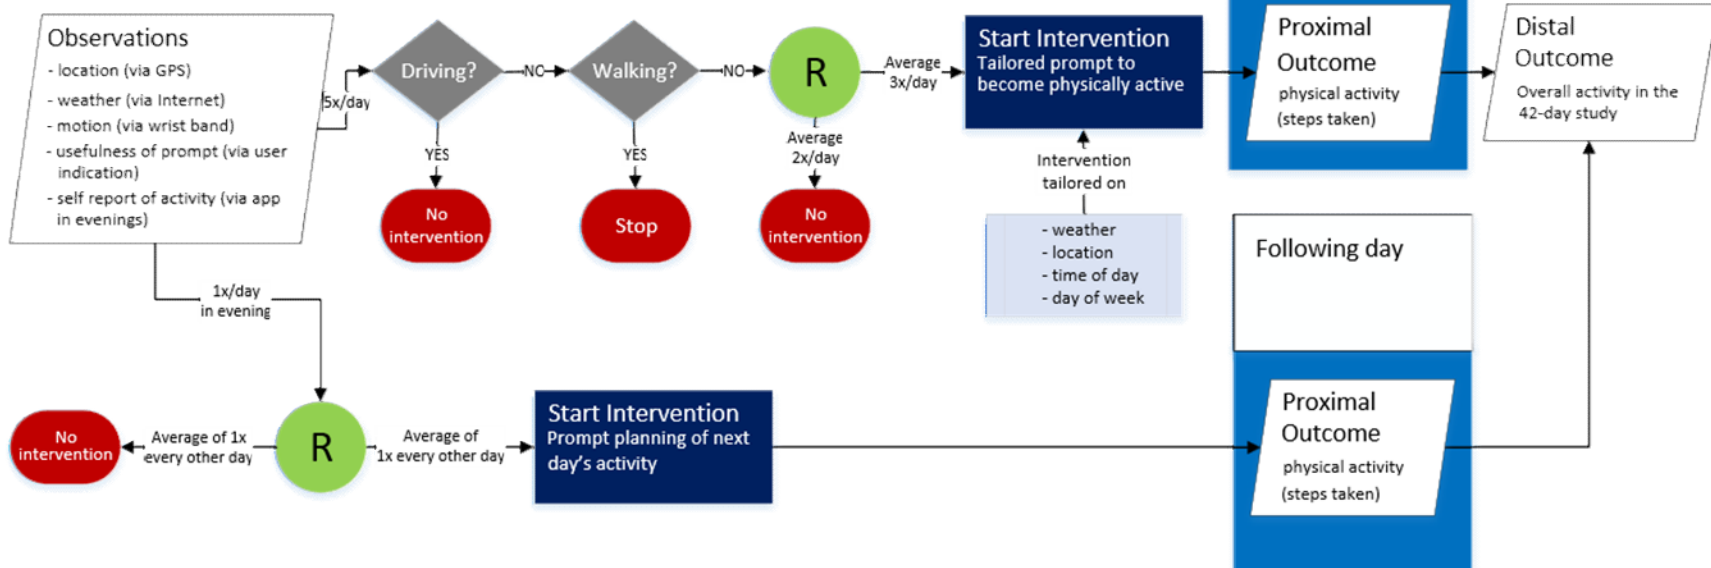 Observations
- location (via GPS)
- weather (via Internet)
- motion (via wrist band)
- usefulness of prompt (via user
indication)
- self report of activity (via app
in evenings)
5x/day
Driving?
NO
Walking?
NO
R
Average
3x/day
Start Intervention
Tailored prompt to
become physically active
Proximal
Outcome
physical activity
(steps taken)
Distal
Outcome
Overall activity in the
42-day study
YES
No
intervention
YES
Stop
Average
2x/day
No
intervention
Intervention
tailored on
- weather
- location
- time of day
- day of week
Following day
1x/day
in evening
No
intervention
Average of 1x
every other day
R
Average of
1x every other day
Start Intervention
Prompt planning of next
day's activity
Proximal
Outcome
physical activity
(steps taken)